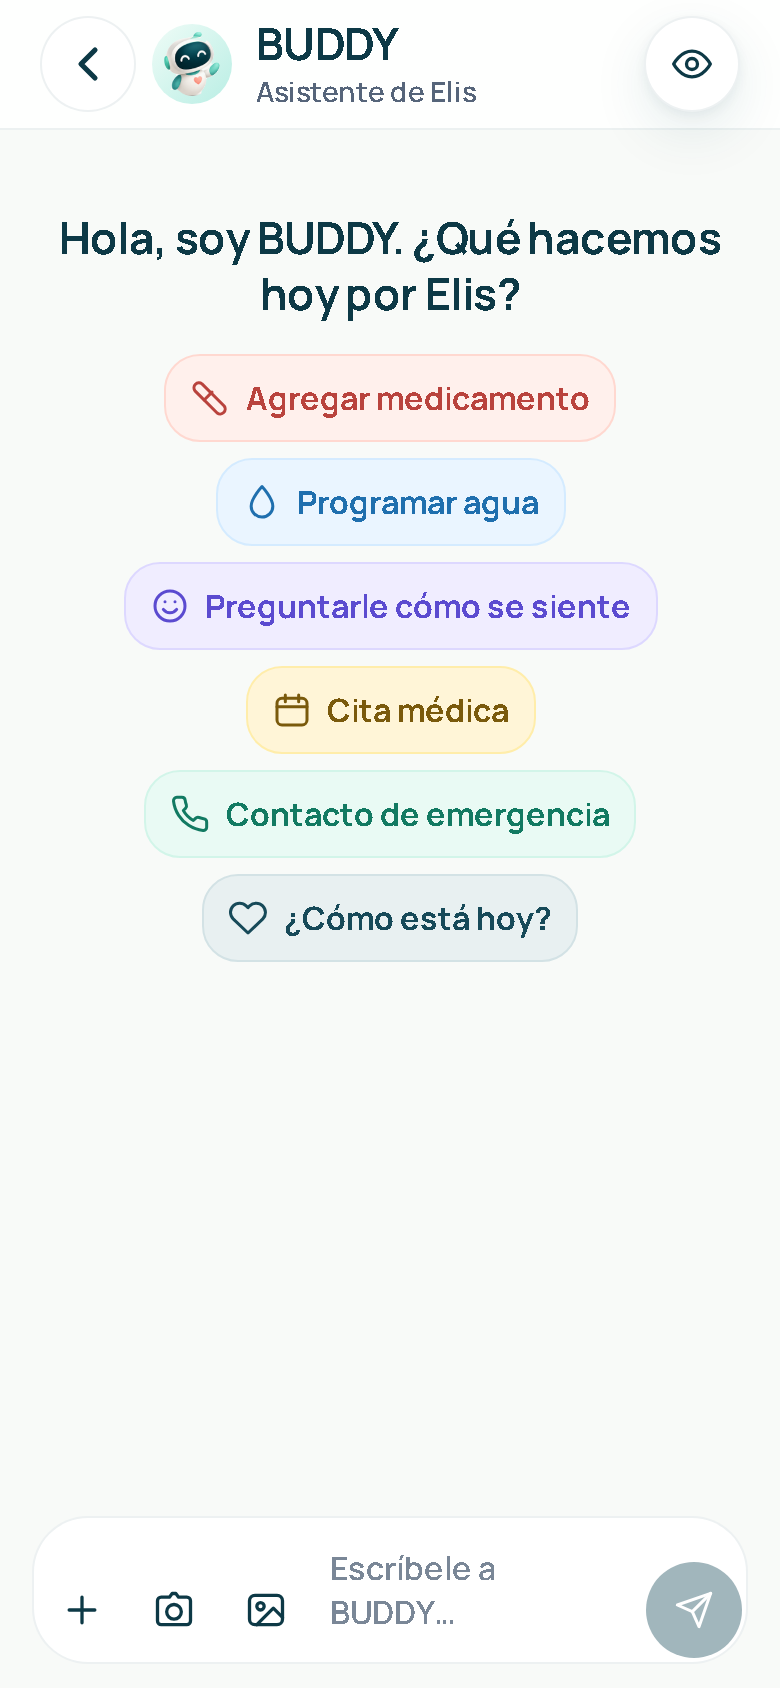 BUDDY
Asistente de Elis
Hola, soy BUDDY. ¿Qué hacemos
hoy por Elis?
Agregar medicamento
Programar agua
Preguntarle cómo se siente
Cita médica
Contacto de emergencia
¿Cómo está hoy?
Escríbele a
BUDDY...